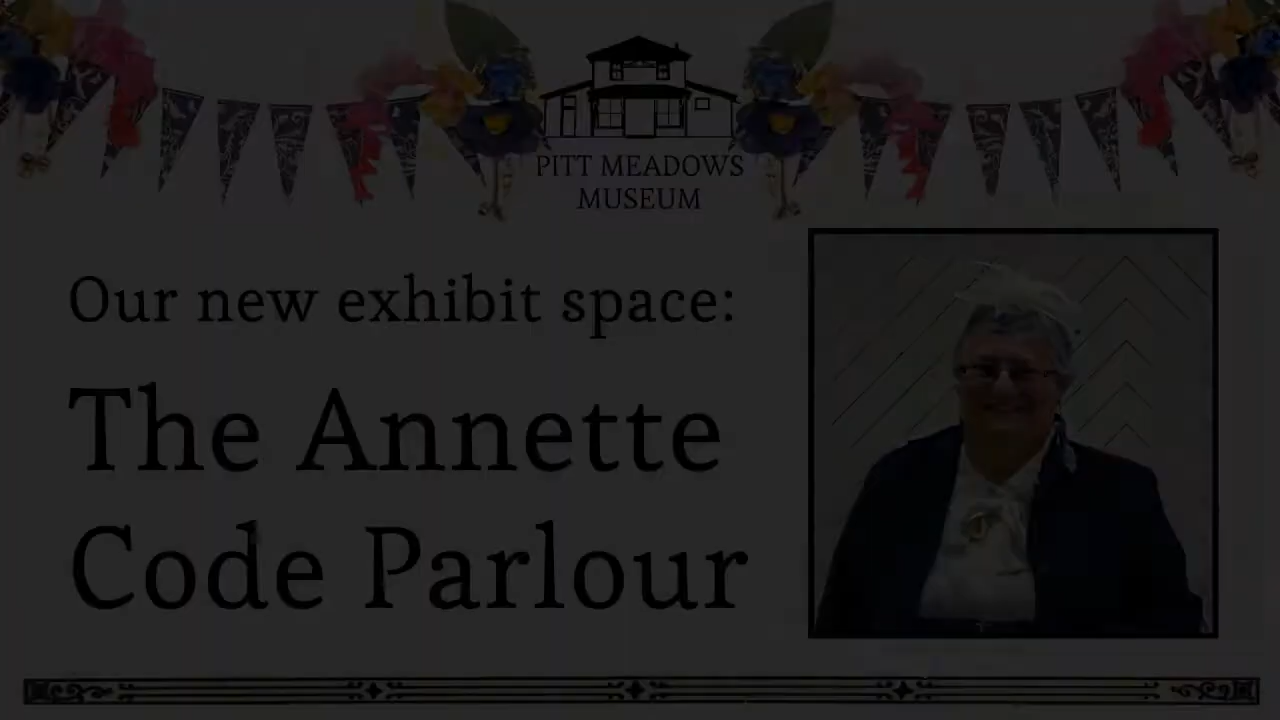 PITT MEADOWS
MUSEUM
Our new exhibit space:
The Annette
Code Parlour